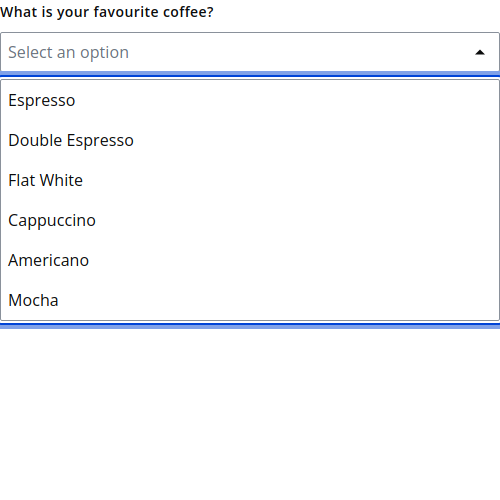 What is your favourite coffee?
Select an option
Espresso
Double Espresso
Flat White
Cappuccino
Americano
Mocha